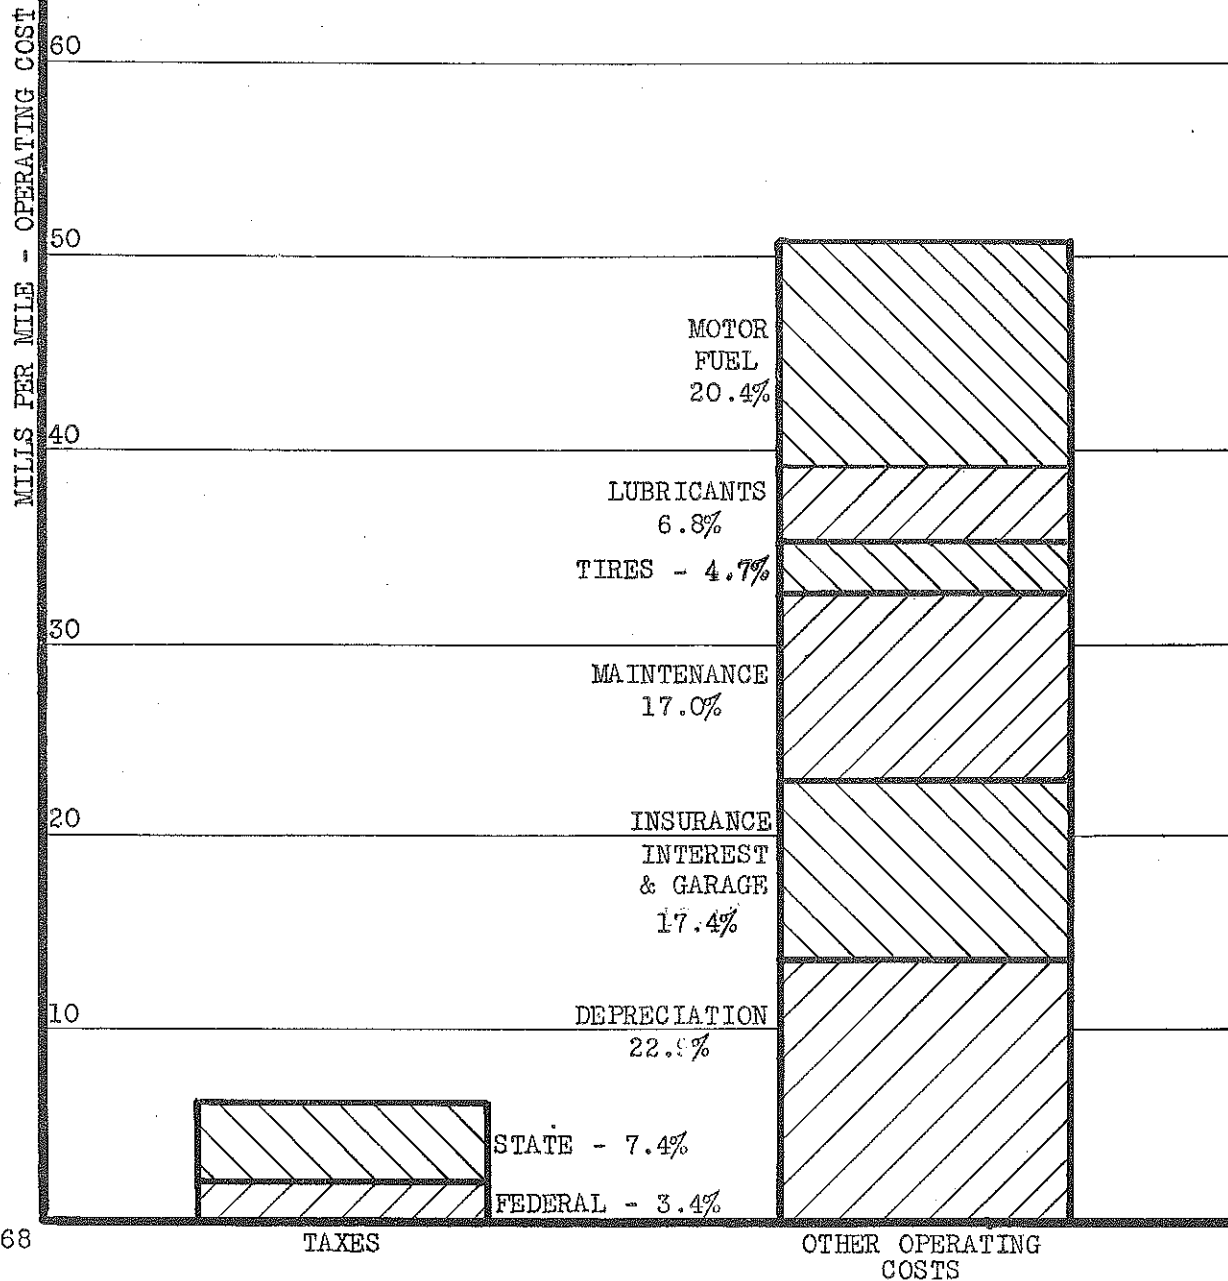 MILLS PER MILE - OPERATING COST
60
50
40
30
20
10
MOTOR
FUEL
20.4%
LUBRICANTS
6.8%
TIRES - 4.7%
MAINTENANCE
17.0%
INSURANCE
INTEREST
& GARAGE
17.4%
DEPRECIATION
22.9%
STATE - 7.4%
FEDERAL - 3.4%
TAXES
OTHER OPERATING
COSTS
68